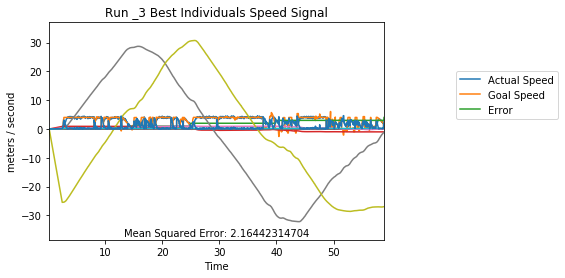 Run _3 Best Individuals Speed Signal
meters / second
30
20
10
0
−10
−20
−30
Mean Squared Error: 2.16442314704
10
20
30
40
50
Time
Actual Speed
Goal Speed
Error